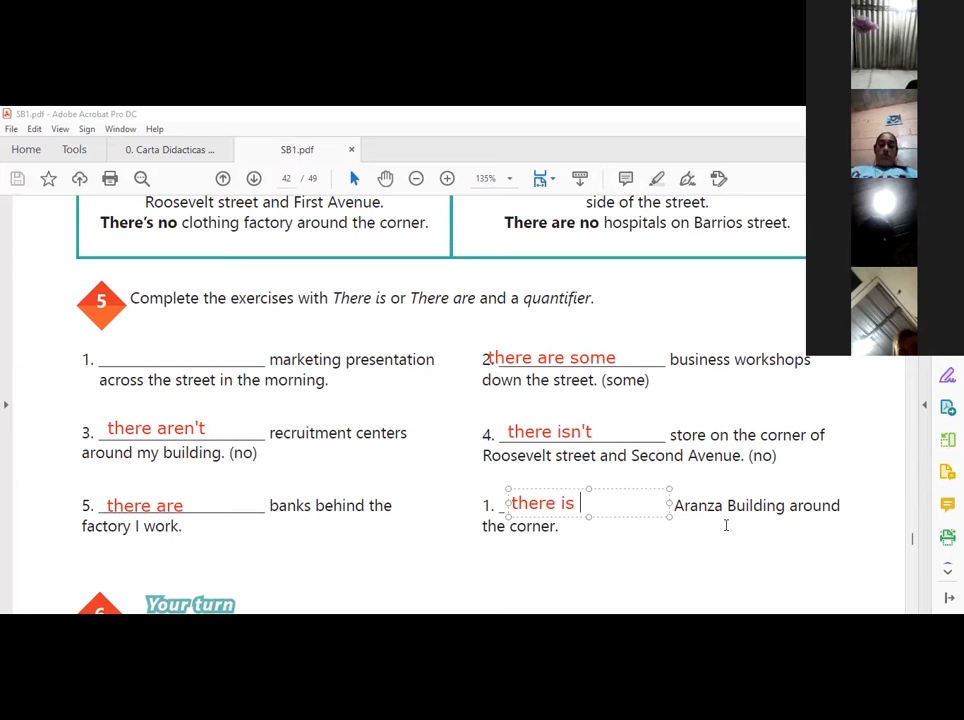 SB1.pdf - Adobe Acrobat Pro DC
File Edit View Sign Window Help
Home Tools 0. Carta Didacticas ... SB1.pdf ×
42 / 49 135%
Roosevelt street and First Avenue.
There's no clothing factory around the corner.
side of the street.
There are no hospitals on Barrios street.
5 Complete the exercises with There is or There are and a quantifier.
1. __________________ marketing presentation
across the street in the morning.
2. there are some business workshops
down the street. (some)
3. there aren't recruitment centers
around my building. (no)
4. there isn't store on the corner of
Roosevelt street and Second Avenue. (no)
5. there are banks behind the
factory I work.
1. _ there is Aranza Building around
the corner.
6 Your turn